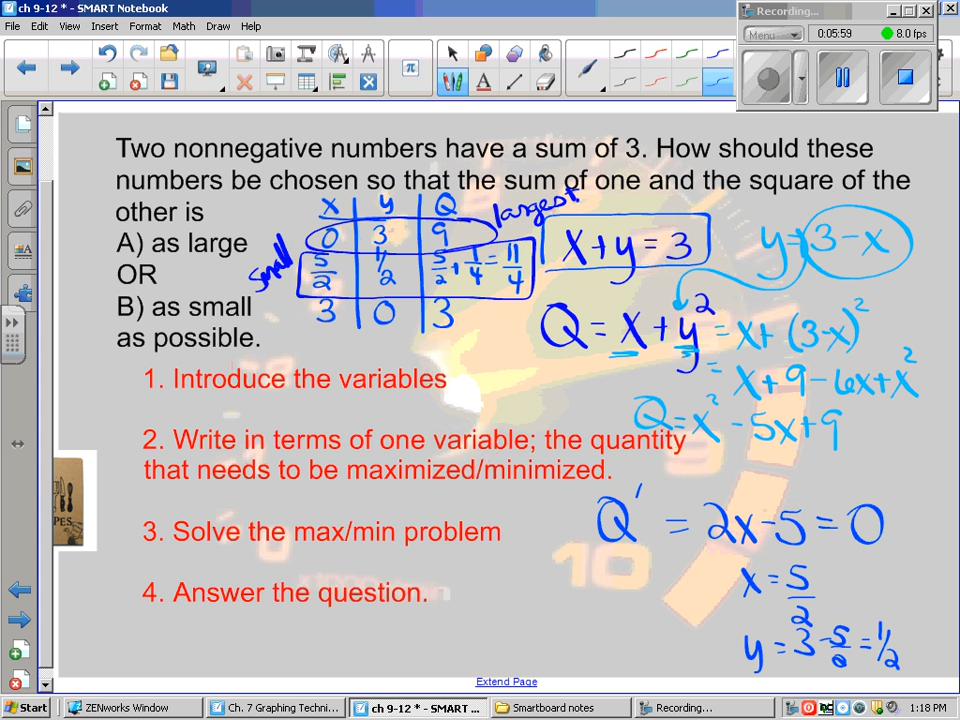 ch 9-12 * - SMART Notebook
File Edit View Insert Format Math Draw Help
Recording...
Menu 0:05:59 8.0 fps
Two nonnegative numbers have a sum of 3. How should these
numbers be chosen so that the sum of one and the square of the
other is
A) as large
OR
B) as small
as possible.
x y Q
0 3 9 largest
small 5/2 1/2 5/2 + 1/4 = 11/4
3 0 3
x + y = 3
y = 3 - x
Q = x + y² = x + (3-x)²
= x + 9 - 6x + x²
Q = x² - 5x + 9
1. Introduce the variables
2. Write in terms of one variable; the quantity
that needs to be maximized/minimized.
3. Solve the max/min problem
4. Answer the question.
Q' = 2x - 5 = 0
x = 5/2
y = 3 - 5/2 = 1/2
10
PES
Extend Page
Start ZENworks Window Ch. 7 Graphing Techni... ch 9-12 * - SMART ... Smartboard notes Recording... 1:18 PM